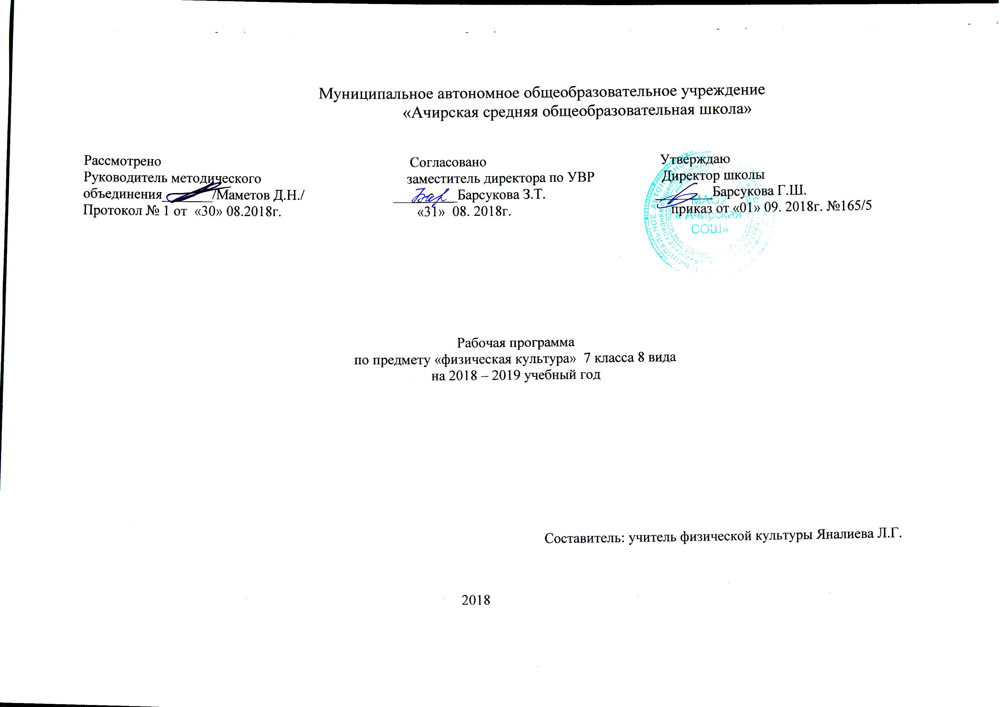 Муниципальное автономное общеобразовательное учреждение
«Ачирская средняя общеобразовательная школа»
Рассмотрено
Руководитель методического
объединения_______/Маметов Д.Н./
Протокол № 1 от «30» 08.2018г.
Согласовано
заместитель директора по УВР
_________Барсукова З.Т.
«31» 08. 2018г.
Утверждаю
Директор школы
________Барсукова Г.Ш.
приказ от «01» 09. 2018г. №165/5
МАОУ
«Ачирская
СОШ»
Рабочая программа
по предмету «физическая культура» 7 класса 8 вида
на 2018 – 2019 учебный год
Составитель: учитель физической культуры Яналиева Л.Г.
2018